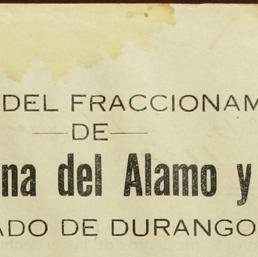 DEL FRACCIONAM
—DE—
na del Alamo y
ADO DE DURANGO